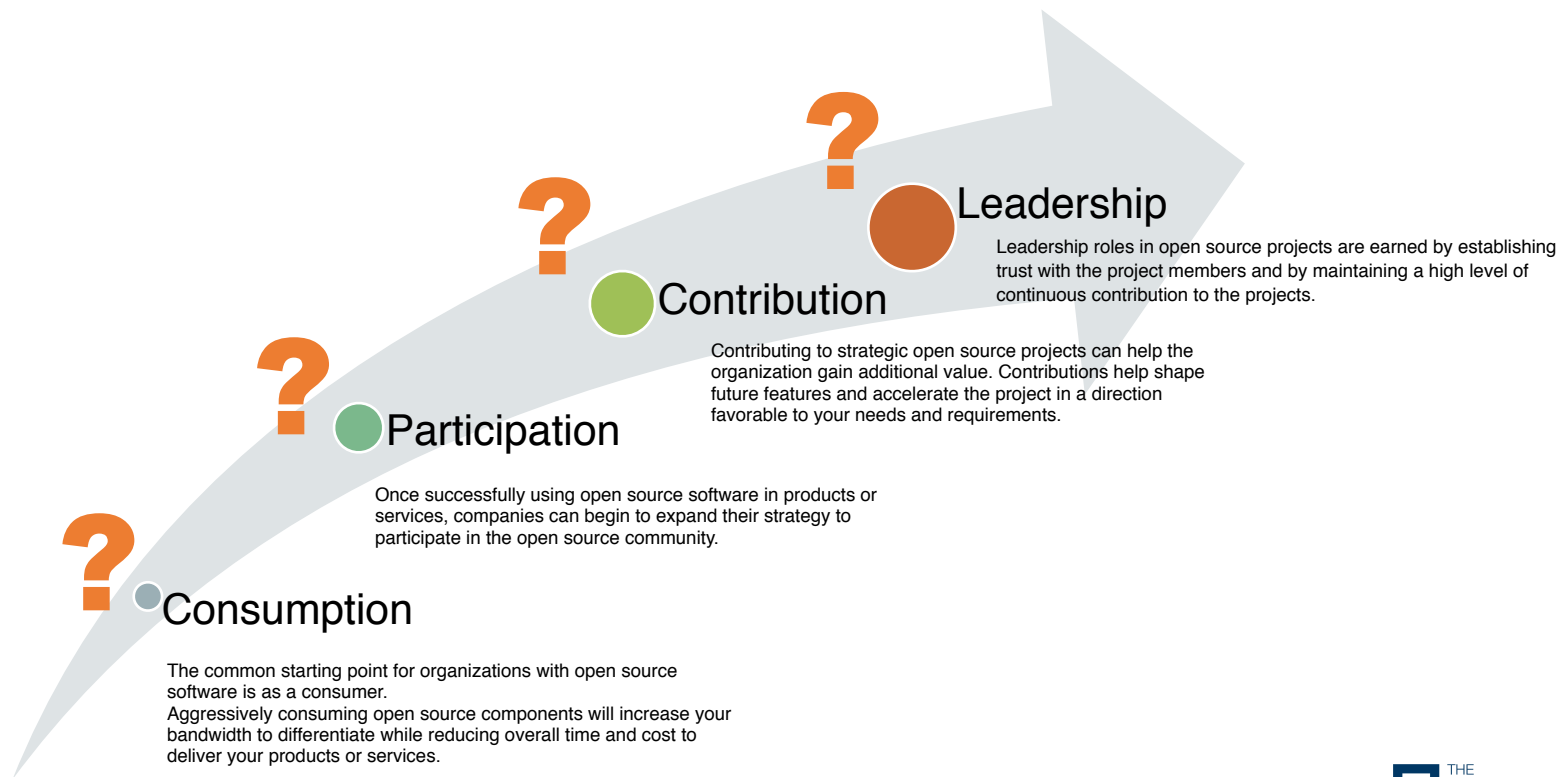 ?
Leadership
Leadership roles in open source projects are earned by establishing
trust with the project members and by maintaining a high level of
continuous contribution to the projects.
?
Contribution
Contributing to strategic open source projects can help the
organization gain additional value. Contributions help shape
future features and accelerate the project in a direction
favorable to your needs and requirements.
?
Participation
Once successfully using open source software in products or
services, companies can begin to expand their strategy to
participate in the open source community.
?
Consumption
The common starting point for organizations with open source
software is as a consumer.
Aggressively consuming open source components will increase your
bandwidth to differentiate while reducing overall time and cost to
deliver your products or services.
THE